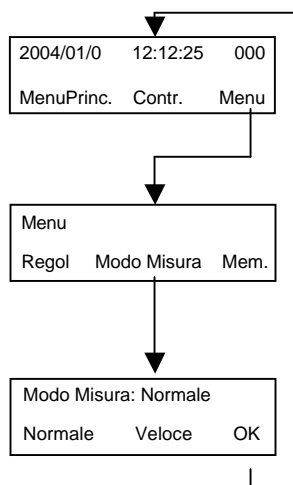 2004/01/0 12:12:25 000
MenuPrinc. Contr. Menu
Menu
Regol Modo Misura Mem.
Modo Misura: Normale
Normale Veloce OK